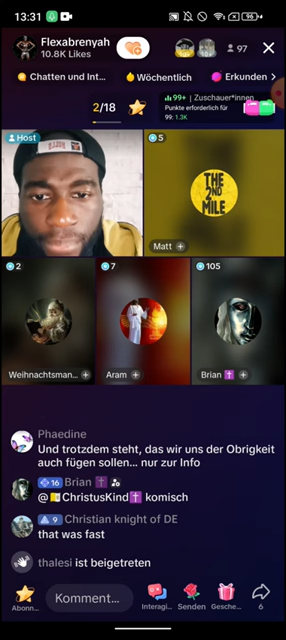 13:31
96
Flexabrenyah
10.8K Likes
97
Chatten und Int...
Wöchentlich
Erkunden
2/18
99+ | Zuschauer*innen
Punkte erforderlich für
99: 1.3K
Host
5
THE
2ND
MILE
Matt
2
7
105
Weihnachtsman...
Aram
Brian
Phaedine
Und trotzdem steht, das wir uns der Obrigkeit
auch fügen sollen... nur zur Info
16 Brian
@ChristusKind komisch
9 Christian knight of DE
that was fast
thalesi ist beigetreten
Abonn...
Komment...
Interagi...
Senden
Gesche...
6